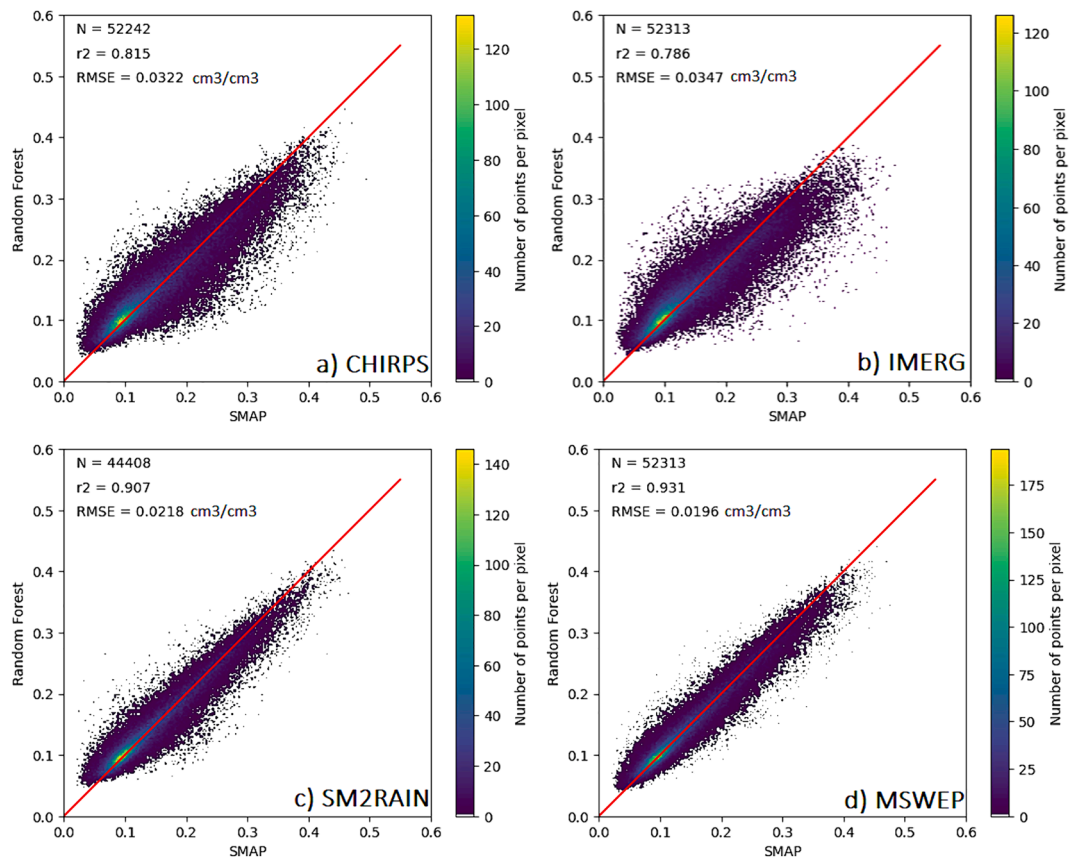 N = 52242
r2 = 0.815
RMSE = 0.0322 cm3/cm3
0.6
0.5
0.4
0.3
0.2
0.1
0.0
Random Forest
0.0 0.1 0.2 0.3 0.4 0.5 0.6
SMAP
a) CHIRPS
120
100
80
60
40
20
0
Number of points per pixel
N = 52313
r2 = 0.786
RMSE = 0.0347 cm3/cm3
0.6
0.5
0.4
0.3
0.2
0.1
0.0
Random Forest
0.0 0.1 0.2 0.3 0.4 0.5 0.6
SMAP
b) IMERG
120
100
80
60
40
20
0
Number of points per pixel
N = 44408
r2 = 0.907
RMSE = 0.0218 cm3/cm3
0.6
0.5
0.4
0.3
0.2
0.1
0.0
Random Forest
0.0 0.1 0.2 0.3 0.4 0.5 0.6
SMAP
c) SM2RAIN
140
120
100
80
60
40
20
0
Number of points per pixel
N = 52313
r2 = 0.931
RMSE = 0.0196 cm3/cm3
0.6
0.5
0.4
0.3
0.2
0.1
0.0
Random Forest
0.0 0.1 0.2 0.3 0.4 0.5 0.6
SMAP
d) MSWEP
175
150
125
100
75
50
25
0
Number of points per pixel